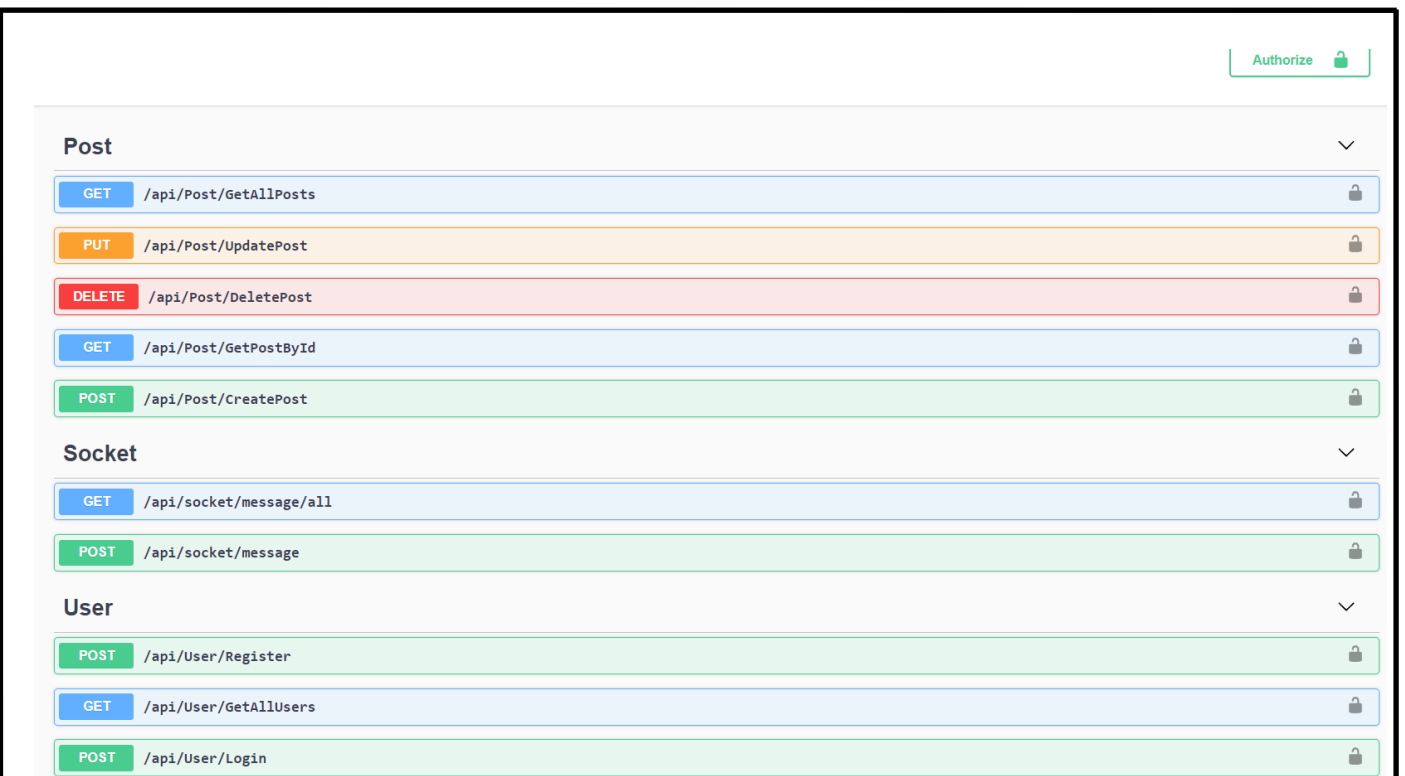 Authorize
Post
GET /api/Post/GetAllPosts
PUT /api/Post/UpdatePost
DELETE /api/Post/DeletePost
GET /api/Post/GetPostById
POST /api/Post/CreatePost
Socket
GET /api/socket/message/all
POST /api/socket/message
User
POST /api/User/Register
GET /api/User/GetAllUsers
POST /api/User/Login